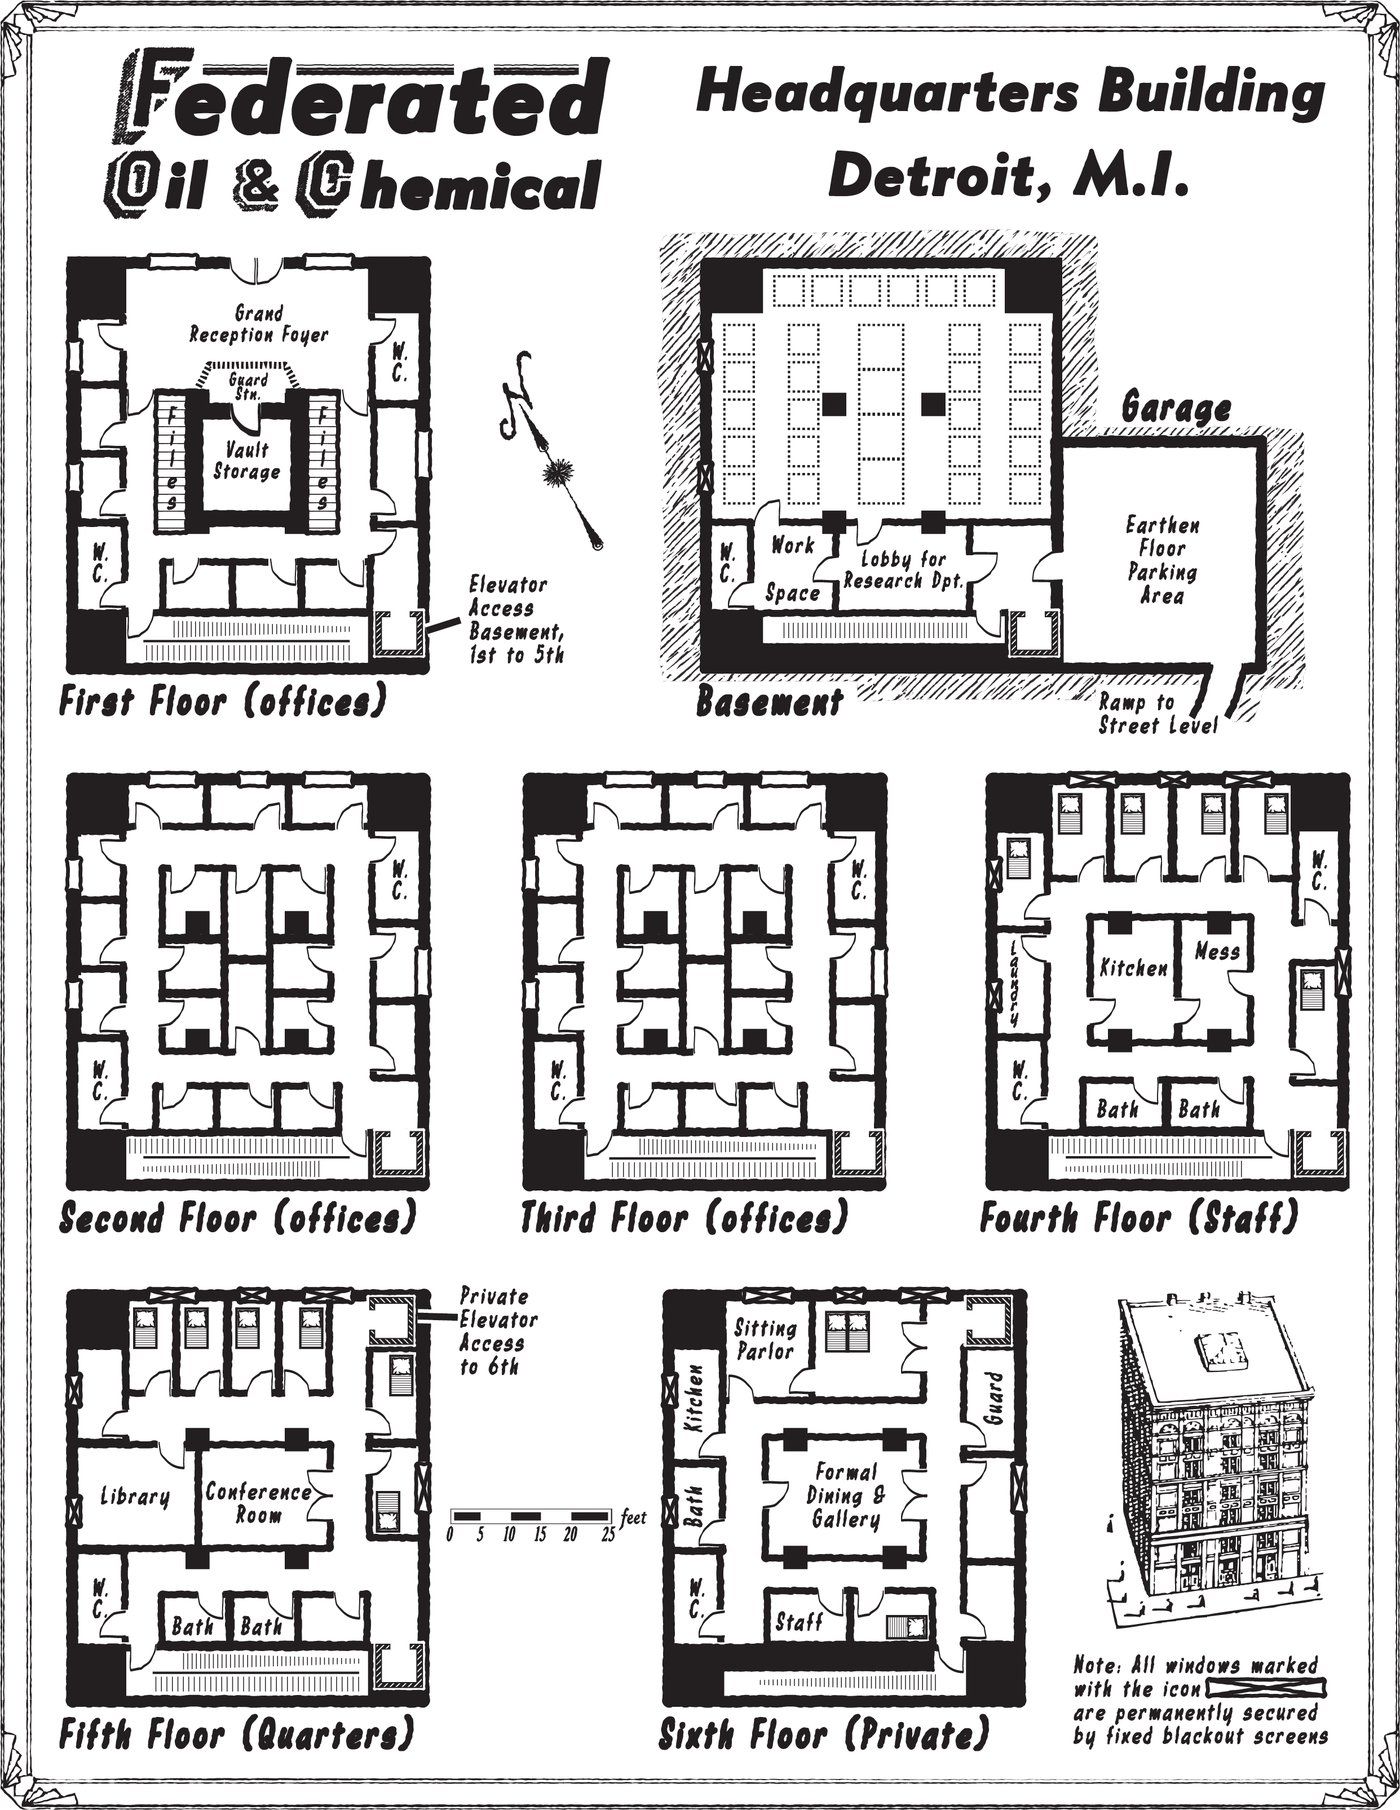 Federated
Oil & Chemical
Headquarters Building
Detroit, M.I.
Grand
Reception Foyer
W.
C.
Guard
Stn.
Files
Files
Vault
Storage
W.
C.
N
Elevator
Access
Basement,
1st to 5th
First Floor (offices)
Garage
Earthen
Floor
Parking
Area
W.
C.
Work
Space
Lobby for
Research Dpt.
Ramp to
Street Level
Basement
W.
C.
W.
C.
Second Floor (offices)
W.
C.
W.
C.
Third Floor (offices)
W.
C.
Laundry
Kitchen
Mess
W.
C.
Bath
Bath
Fourth Floor (Staff)
Private
Elevator
Access
to 6th
Library
Conference
Room
W.
C.
Bath
Bath
Fifth Floor (Quarters)
feet
0 5 10 15 20 25
Sitting
Parlor
Kitchen
Guard
Formal
Dining &
Gallery
Bath
W.
C.
Staff
Sixth Floor (Private)
Note: All windows marked
with the icon
are permanently secured
by fixed blackout screens